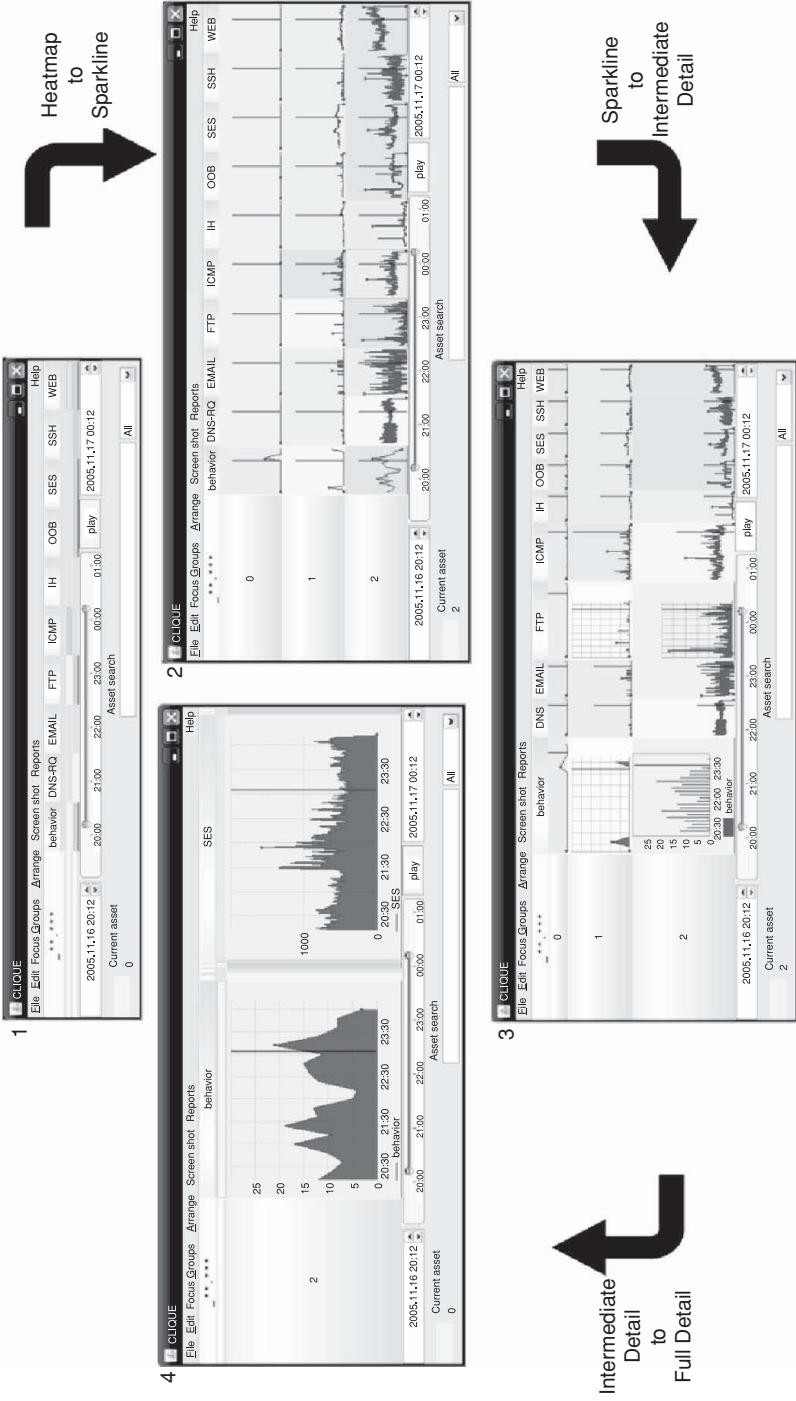 1
CLIQUE
File Edit Focus Groups Arrange Screen shot Reports Help
behavior DNS-RQ EMAIL FTP ICMP IH OOB SES SSH WEB
_**.***
2005.11.16 20:12 20:00 21:00 22:00 23:00 00:00 01:00 play 2005.11.17 00:12
Current asset Asset search
0 All
Heatmap
to
Sparkline
2
CLIQUE
File Edit Focus Groups Arrange Screen shot Reports Help
_**.*** behavior DNS-RQ EMAIL FTP ICMP IH OOB SES SSH WEB
0
1
2
2005.11.16 20:12 20:00 21:00 22:00 23:00 00:00 01:00 play 2005.11.17 00:12
Current asset Asset search
2 All
Sparkline
to
Intermediate
Detail
3
CLIQUE
File Edit Focus Groups Arrange Screen shot Reports Help
_**.*** behavior DNS EMAIL FTP ICMP IH OOB SES SSH WEB
0
1
2
25
20
15
10
5
0
20:30 22:00 23:30
behavior
2005.11.16 20:12 20:00 21:00 22:00 23:00 00:00 01:00 play 2005.11.17 00:12
Current asset Asset search
2 All
Intermediate
Detail
to
Full Detail
4
CLIQUE
File Edit Focus Groups Arrange Screen shot Reports Help
_**.*** behavior SES
2
25
20
15
10
5
0
20:30 21:30 22:30 23:30
behavior
1000
0
20:30 21:30 22:30 23:30
SES
2005.11.16 20:12 20:00 21:00 22:00 23:00 00:00 01:00 play 2005.11.17 00:12
Current asset Asset search
0 All